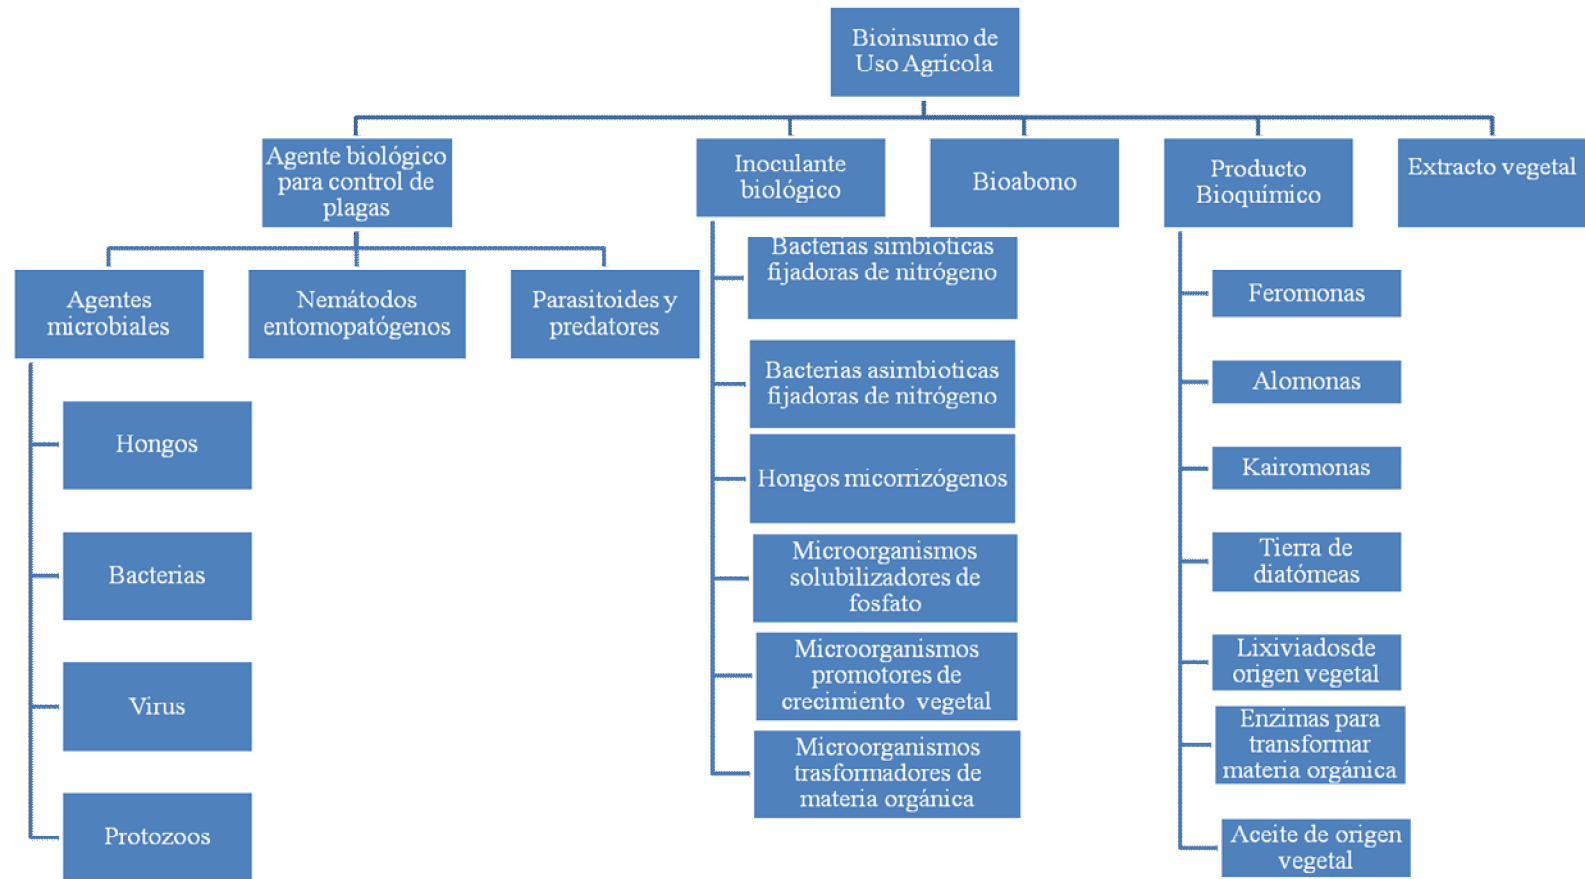 Bioinsumo de
Uso Agrícola
Agente biológico
para control de
plagas
Inoculante
biológico
Bioabono
Producto
Bioquímico
Extracto vegetal
Agentes
microbiales
Nemátodos
entomopatógenos
Parasitoides y
predatores
Hongos
Bacterias
Virus
Protozoos
Bacterias simbioticas
fijadoras de nitrógeno
Bacterias asimbioticas
fijadoras de nitrógeno
Hongos micorrizógenos
Microorganismos
solubilizadores de
fosfato
Microorganismos
promotores de
crecimiento vegetal
Microorganismos
trasformadores de
materia orgánica
Feromonas
Alomonas
Kairomonas
Tierra de
diatómeas
Lixiviadosde
origen vegetal
Enzimas para
transformar
materia orgánica
Aceite de origen
vegetal